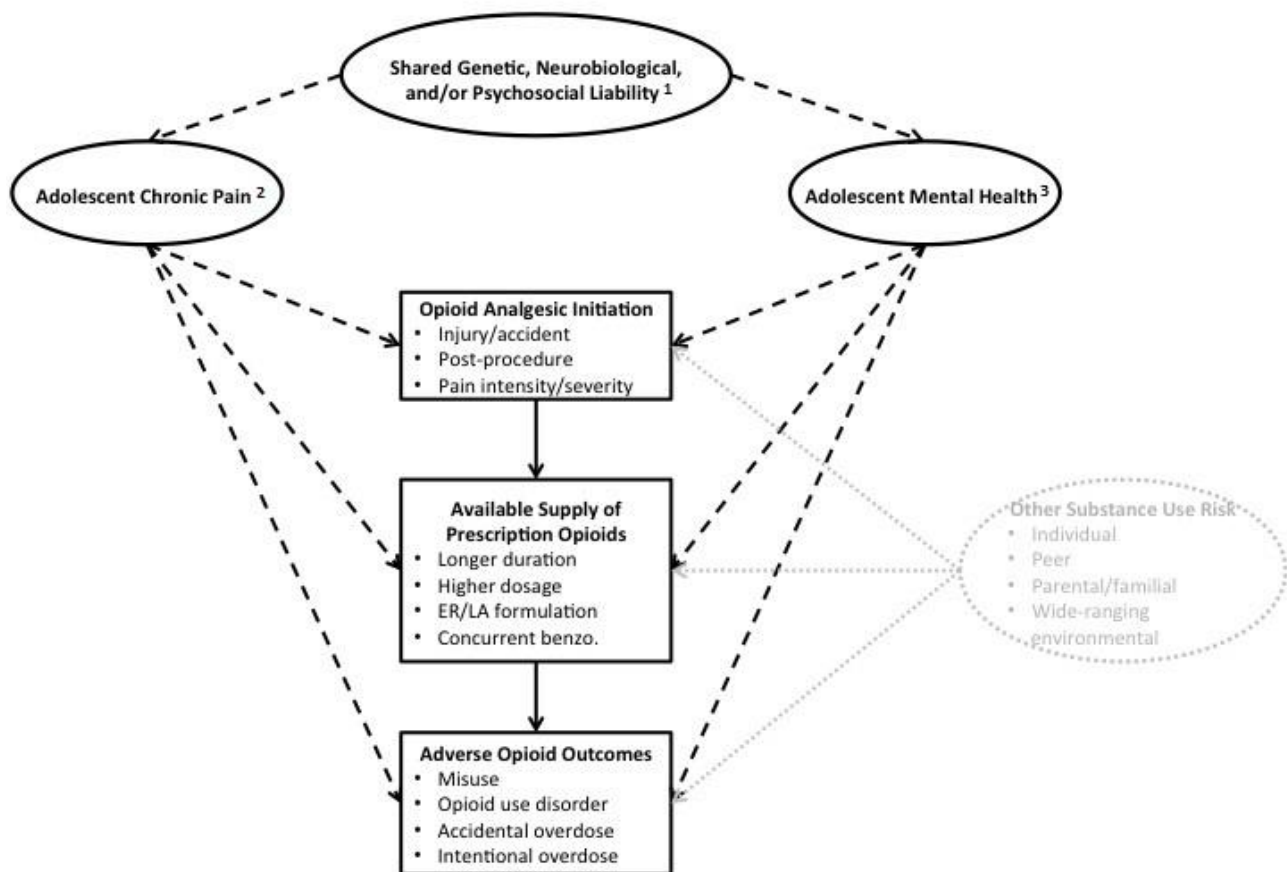 Shared Genetic, Neurobiological,
and/or Psychosocial Liability 1
Adolescent Chronic Pain 2
Adolescent Mental Health 3
Opioid Analgesic Initiation
• Injury/accident
• Post-procedure
• Pain intensity/severity
Available Supply of
Prescription Opioids
• Longer duration
• Higher dosage
• ER/LA formulation
• Concurrent benzo.
Other Substance Use Risk
• Individual
• Peer
• Parental/familial
• Wide-ranging
environmental
Adverse Opioid Outcomes
• Misuse
• Opioid use disorder
• Accidental overdose
• Intentional overdose